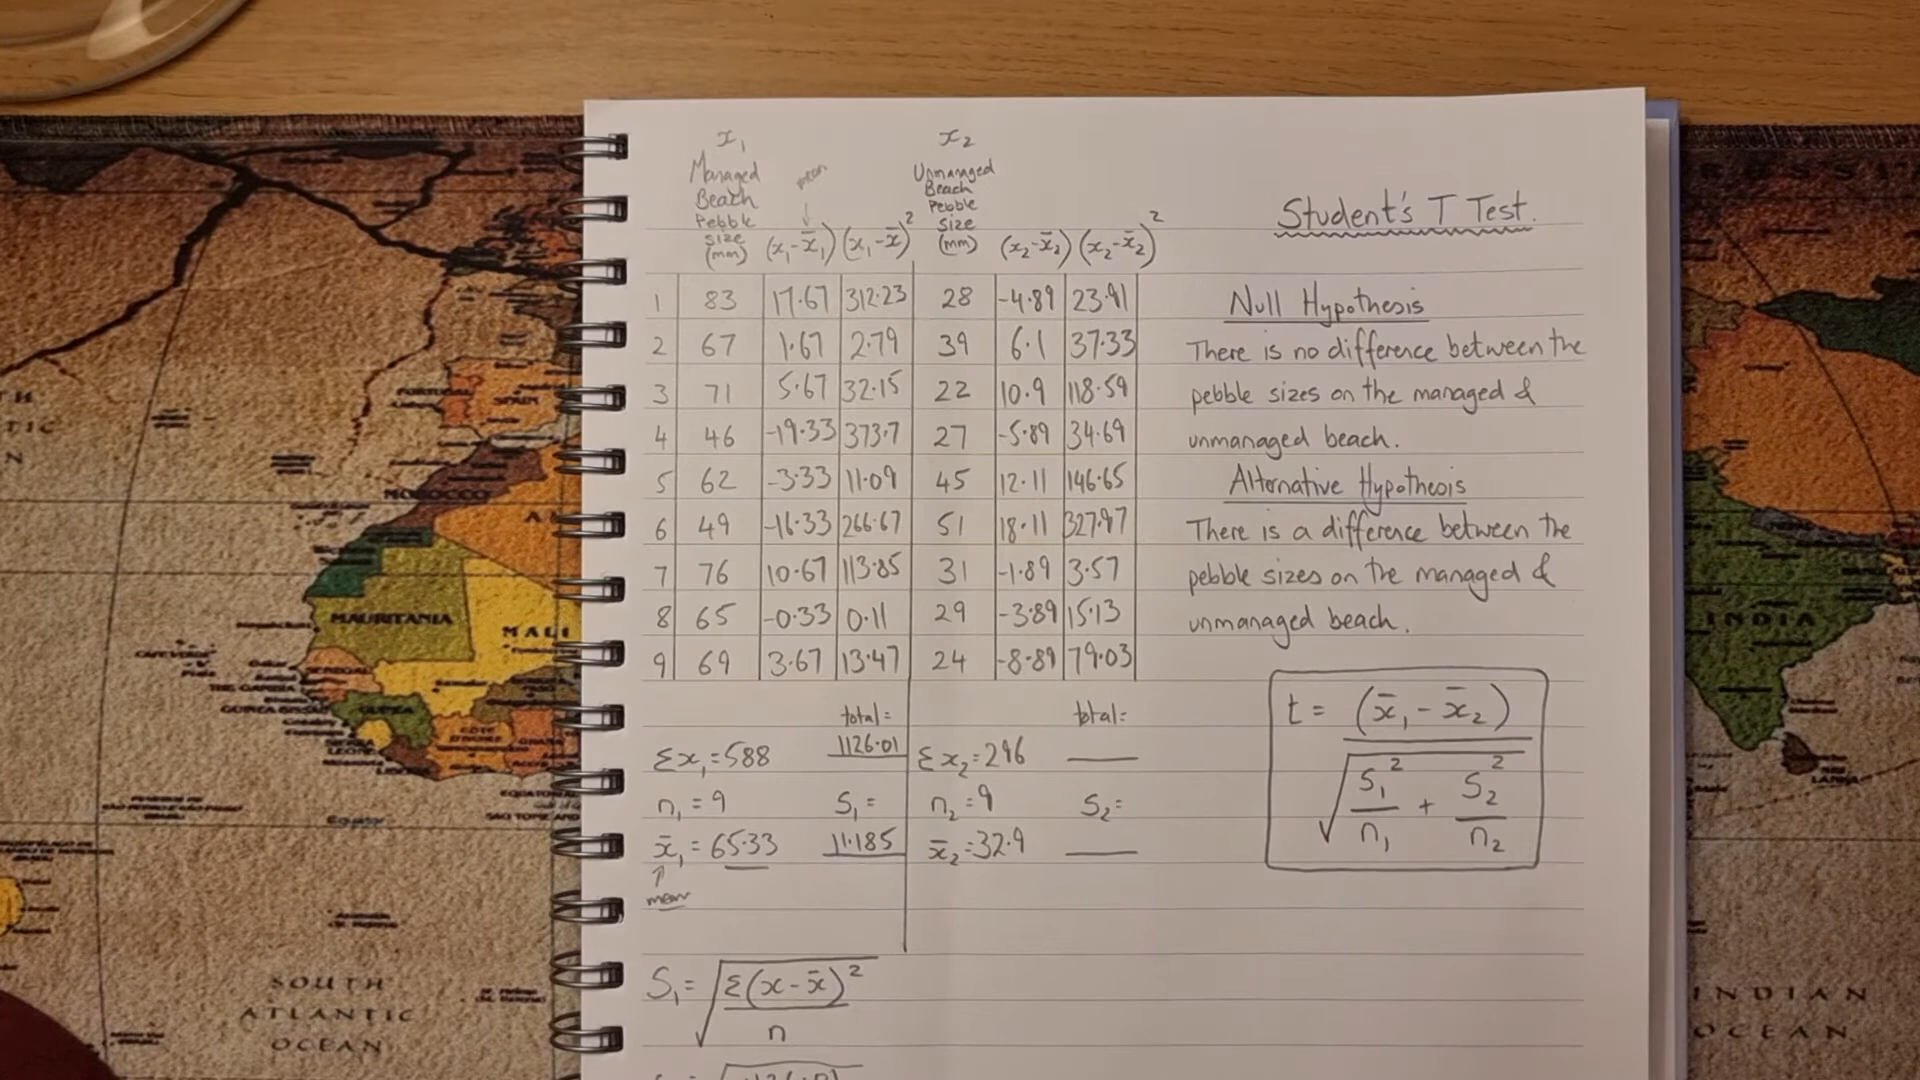 x₁ x₂
Managed Beach Pebble size (mm) mean (x₁-x̄₁) (x₁-x̄)² Unmanaged Beach Pebble size (mm) (x₂-x̄₂) (x₂-x̄₂)²
Student's T Test.
1 83 17.67 312.23 28 -4.89 23.91
2 67 1.67 2.79 39 6.1 37.33
3 71 5.67 32.15 22 10.9 118.59
4 46 -19.33 373.7 27 -5.89 34.69
5 62 -3.33 11.09 45 12.11 146.65
6 49 -16.33 266.67 51 18.11 327.97
7 76 10.67 113.85 31 -1.89 3.57
8 65 -0.33 0.11 29 -3.89 15.13
9 69 3.67 13.47 24 -8.89 79.03
total= total=
Σx₁=588 1126.01 Σx₂=296
n₁=9 S₁= n₂=9 S₂=
x̄₁=65.33 11.185 x̄₂=32.9
↑
mean
S₁=√(Σ(x-x̄)²/n)
Null Hypothesis
There is no difference between the
pebble sizes on the managed &
unmanaged beach.
Alternative Hypothesis
There is a difference between the
pebble sizes on the managed &
unmanaged beach.
t = (x̄₁-x̄₂)/√(S₁²/n₁ + S₂²/n₂)
MOROCCO
MAURITANIA
MALI
SOUTH
ATLANTIC
OCEAN
INDIA
INDIAN
OCEAN